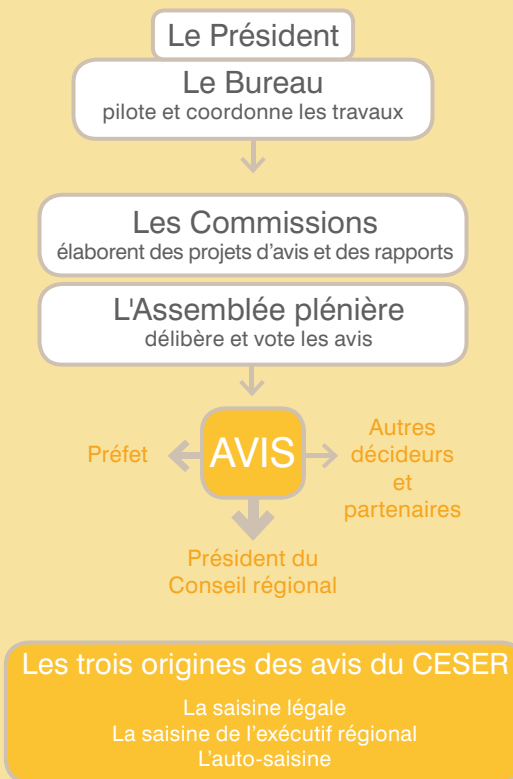 Le Président
Le Bureau
pilote et coordonne les travaux
Les Commissions
élaborent des projets d'avis et des rapports
L'Assemblée plénière
délibère et vote les avis
Préfet
AVIS
Autres
décideurs
et
partenaires
Président du
Conseil régional
Les trois origines des avis du CESER
La saisine légale
La saisine de l'exécutif régional
L'auto-saisine